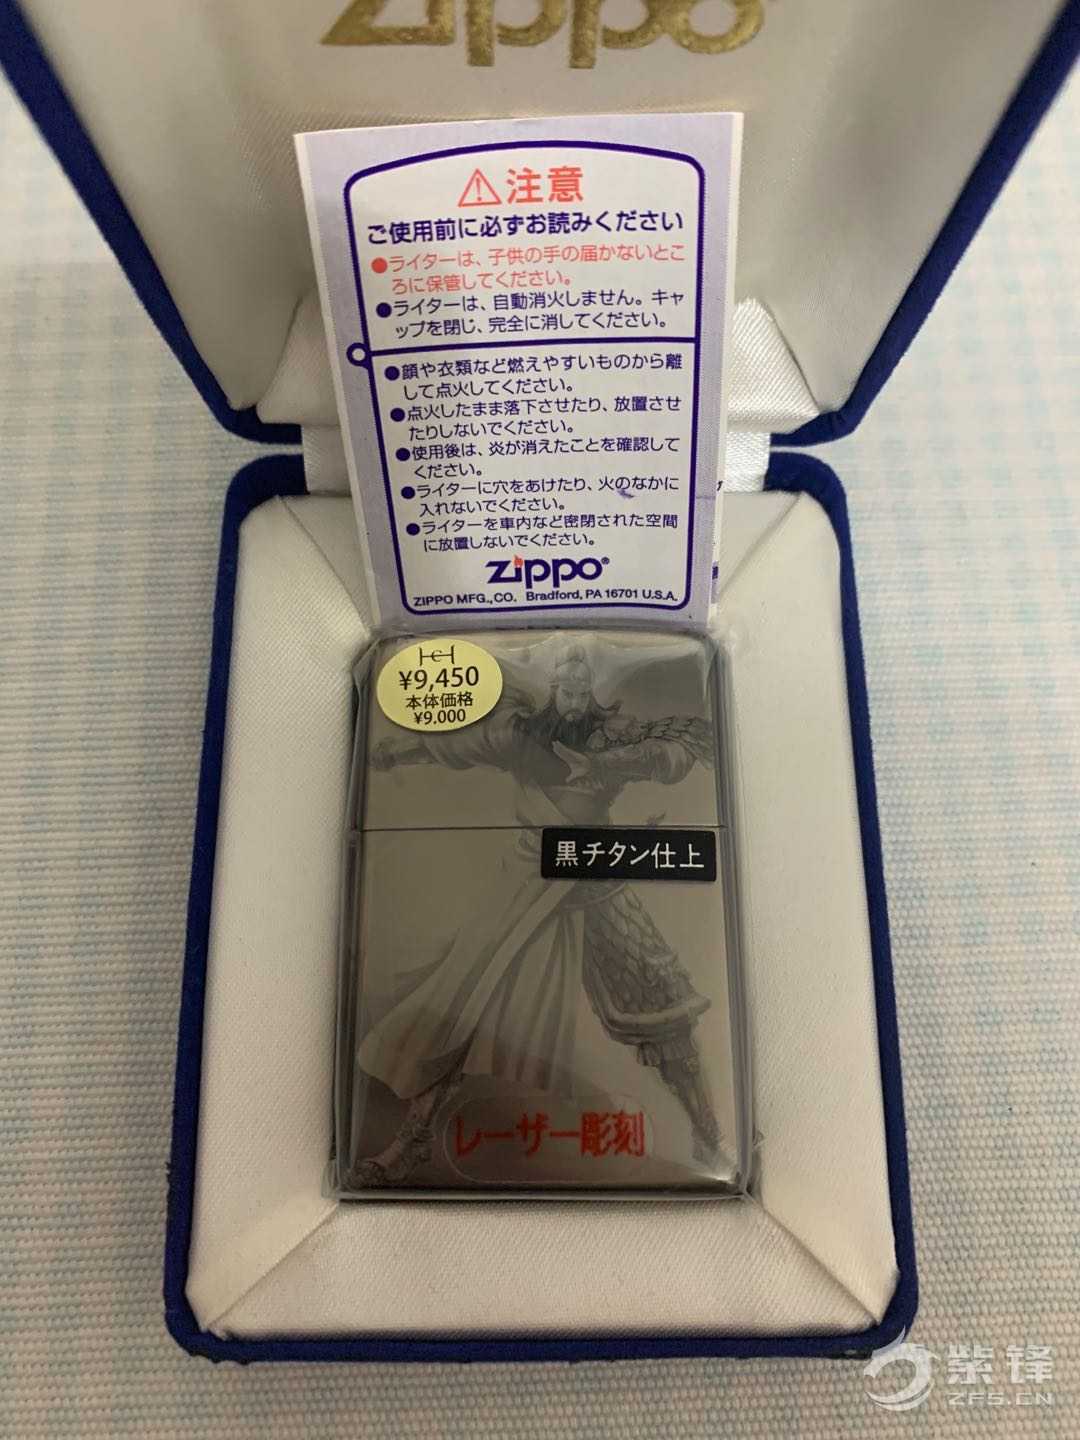 Zippo
注意
ご使用前に必ずお読みください
●ライターは、子供の手の届かないとこ
ろに保管してください。
●ライターは、自動消火しません。キャ
ップを閉じ、完全に消してください。
●顔や衣類など燃えやすいものから離
して点火してください。
●点火したまま落下させたり、放置させ
たりしないでください。
●使用後は、炎が消えたことを確認して
ください。
●ライターに穴をあけたり、火のなかに
入れないでください。
●ライターを車内など密閉された空間
に放置しないでください。
Zippo®
ZIPPO MFG.,CO. Bradford, PA 16701 U.S.A.
¥9,450
本体価格
¥9.000
黒チタン仕上
レーザー彫刻
紫锋
ZFS.CN